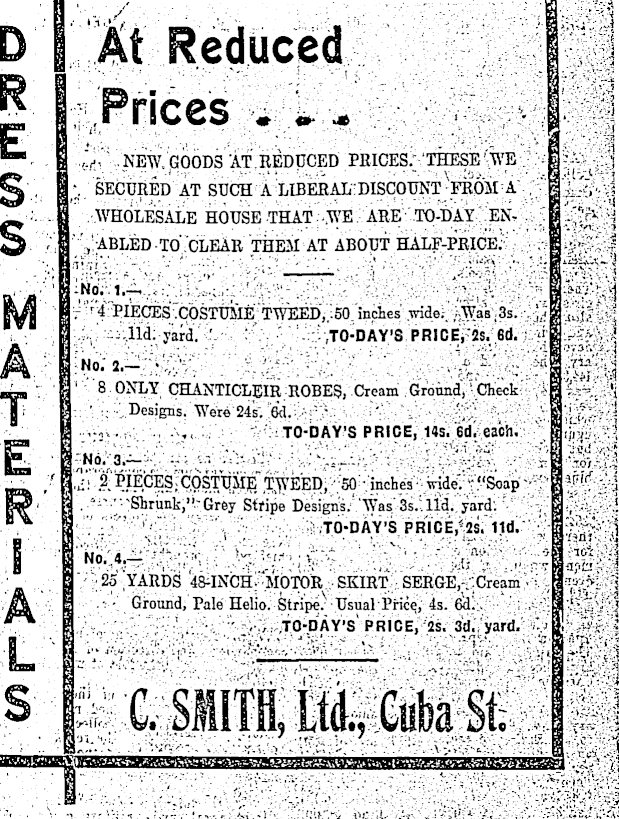 DRESS MATERIALS
At Reduced
Prices . . .
NEW GOODS AT REDUCED PRICES. THESE WE
SECURED AT SUCH A LIBERAL DISCOUNT FROM A
WHOLESALE HOUSE THAT WE ARE TO-DAY EN-
ABLED TO CLEAR THEM AT ABOUT HALF-PRICE.
No. 1.—
4 PIECES COSTUME TWEED, 50 inches wide. Was 3s.
11d. yard. TO-DAY'S PRICE, 2s. 6d.
No. 2.—
8 ONLY CHANTICLEIR ROBES, Cream Ground, Check
Designs. Were 24s. 6d.
TO-DAY'S PRICE, 14s. 6d. each.
No. 3.—
2 PIECES COSTUME TWEED, 50 inches wide. "Soap
Shrunk," Grey Stripe Designs. Was 3s. 11d. yard.
TO-DAY'S PRICE, 2s. 11d.
No. 4.—
25 YARDS 48-INCH MOTOR SKIRT SERGE, Cream
Ground, Pale Helio. Stripe. Usual Price, 4s. 6d.
TO-DAY'S PRICE, 2s. 3d. yard.
C. SMITH, Ltd., Cuba St.